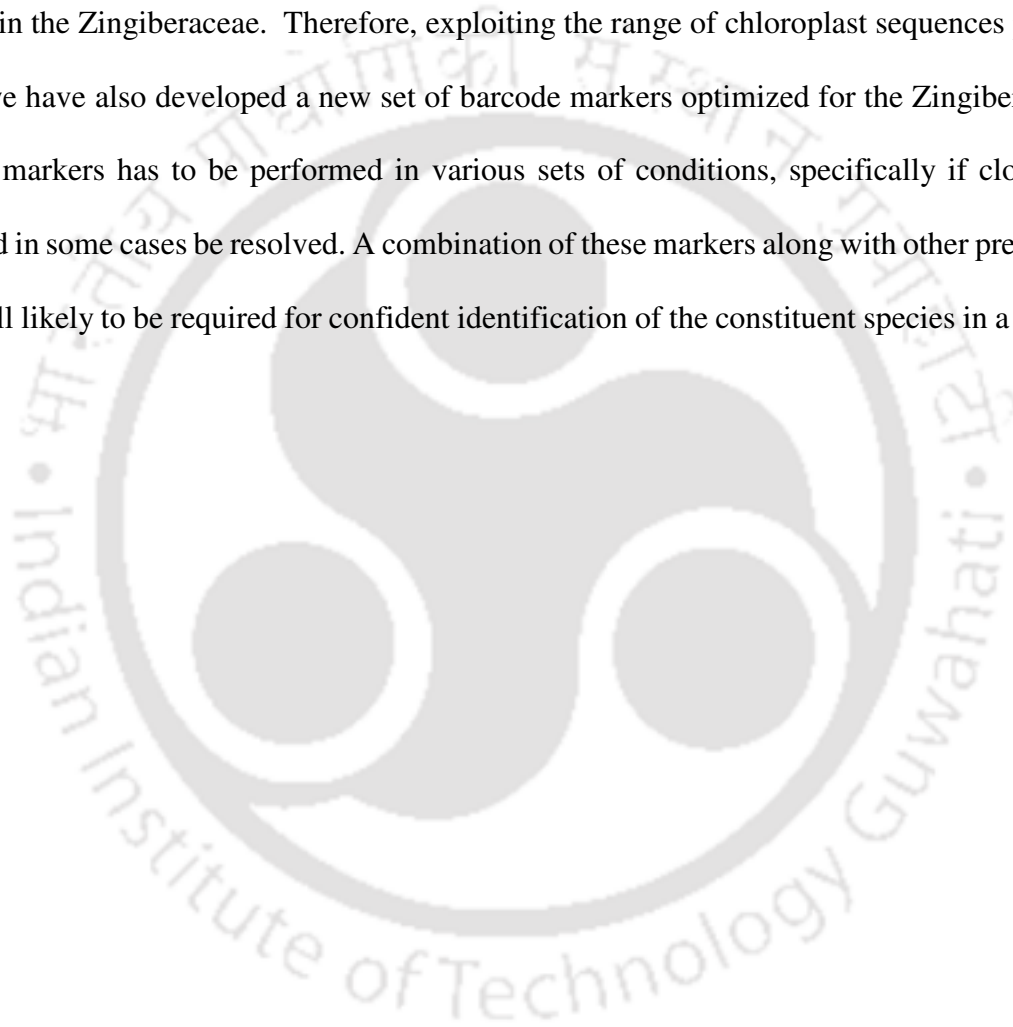 in the Zingiberaceae. Therefore, exploiting the range of chloroplast sequences
have also developed a new set of barcode markers optimized for the
markers has to be performed in various sets of conditions, specifically if
in some cases be resolved. A combination of these markers along with other
likely to be required for confident identification of the constituent species in a
Indian Institute of Technology Guwahati